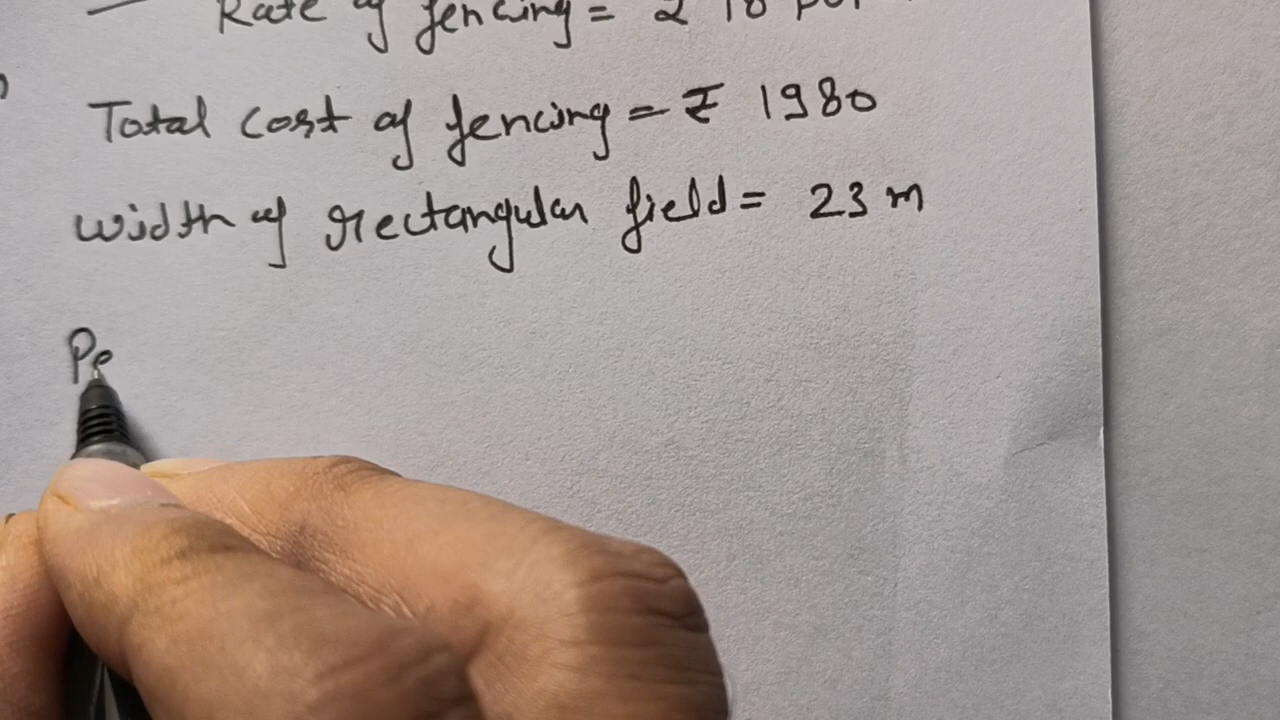 Rate of fencing = ₹ 18 per
Total cost of fencing = ₹ 1980
width of rectangular field = 23 m
Pe